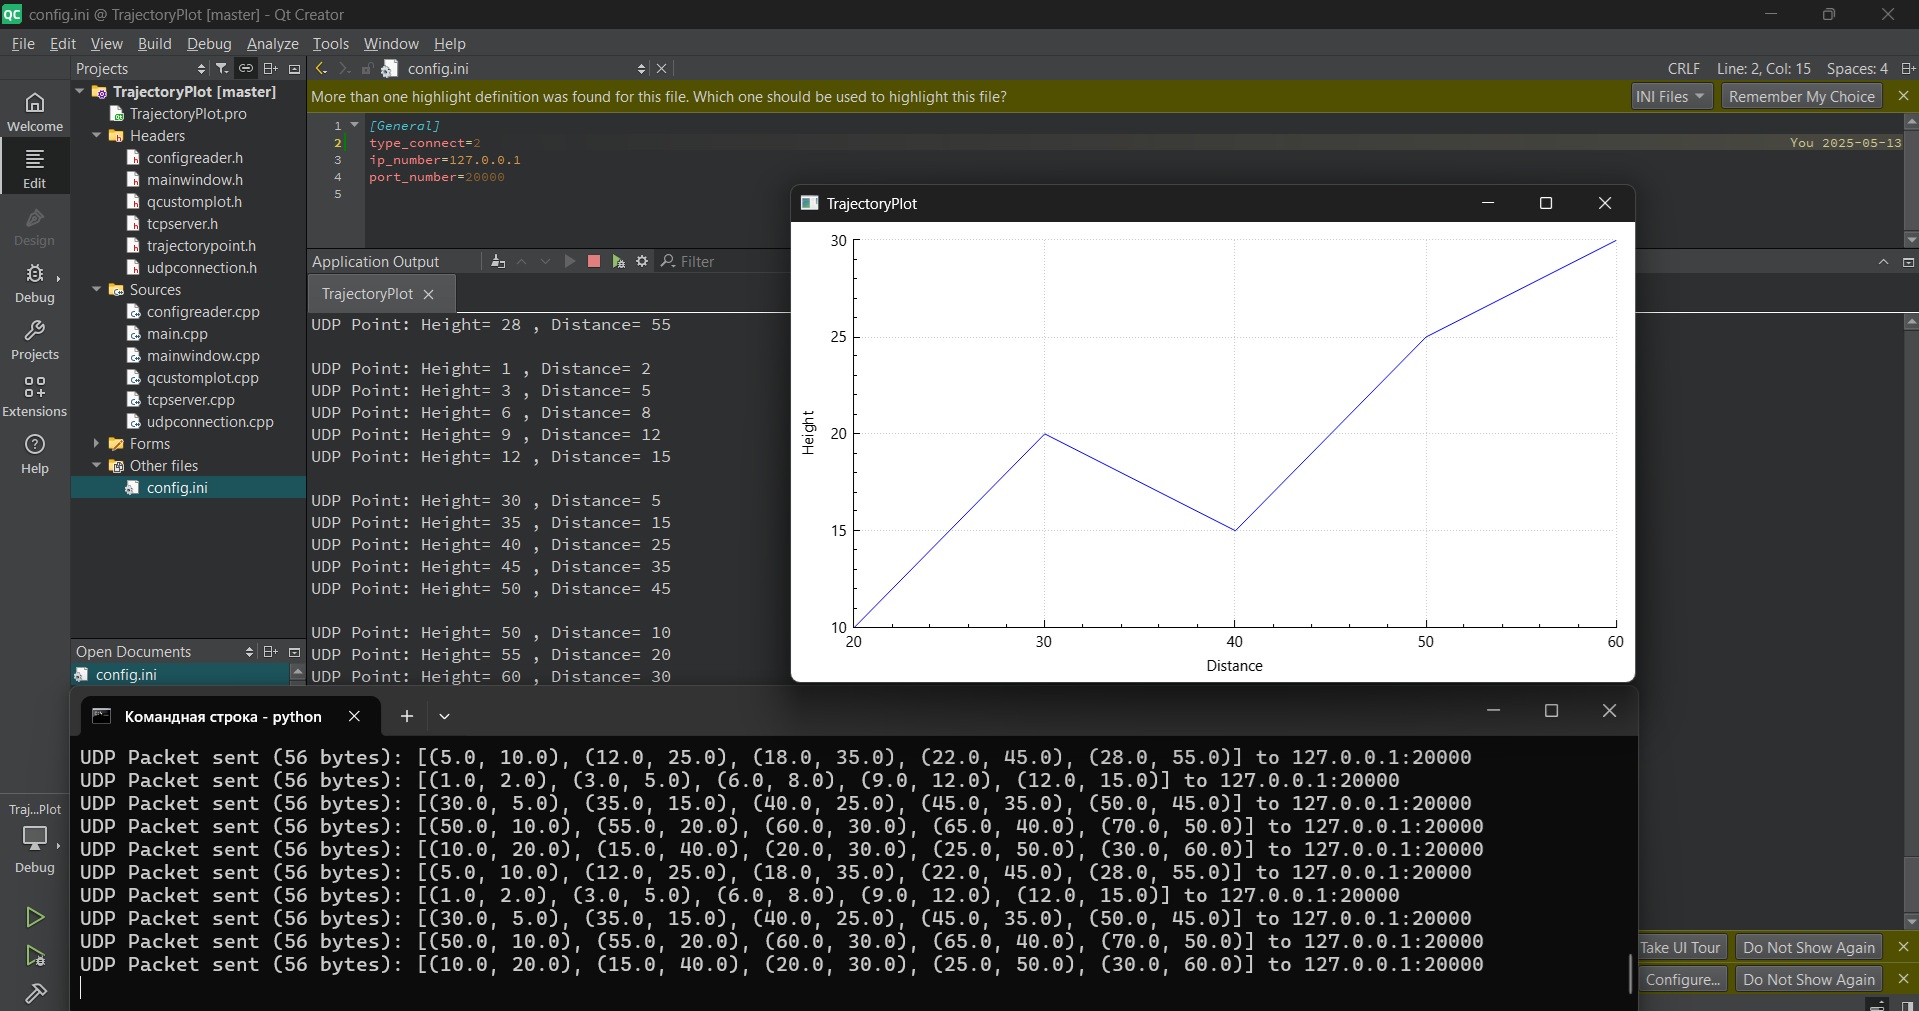 config.ini @ TrajectoryPlot [master] - Qt Creator
File Edit View Build Debug Analyze Tools Window Help
Projects
config.ini
CRLF Line: 2, Col: 15 Spaces: 4
More than one highlight definition was found for this file. Which one should be used to highlight this file?
INI Files
Remember My Choice
Welcome
Edit
Design
Debug
Projects
Extensions
Help
TrajectoryPlot [master]
TrajectoryPlot.pro
Headers
configreader.h
mainwindow.h
qcustomplot.h
tcpserver.h
trajectorypoint.h
udpconnection.h
Sources
configreader.cpp
main.cpp
mainwindow.cpp
qcustomplot.cpp
tcpserver.cpp
udpconnection.cpp
Forms
Other files
config.ini
Open Documents
config.ini
1 [General]
2 type_connect=2 You 2025-05-13
3 ip_number=127.0.0.1
4 port_number=20000
5
Application Output
Filter
TrajectoryPlot
UDP Point: Height= 28 , Distance= 55
UDP Point: Height= 1 , Distance= 2
UDP Point: Height= 3 , Distance= 5
UDP Point: Height= 6 , Distance= 8
UDP Point: Height= 9 , Distance= 12
UDP Point: Height= 12 , Distance= 15
UDP Point: Height= 30 , Distance= 5
UDP Point: Height= 35 , Distance= 15
UDP Point: Height= 40 , Distance= 25
UDP Point: Height= 45 , Distance= 35
UDP Point: Height= 50 , Distance= 45
UDP Point: Height= 50 , Distance= 10
UDP Point: Height= 55 , Distance= 20
UDP Point: Height= 60 , Distance= 30
TrajectoryPlot
30
25
20
15
10
Height
20 30 40 50 60
Distance
Командная строка - python
UDP Packet sent (56 bytes): [(5.0, 10.0), (12.0, 25.0), (18.0, 35.0), (22.0, 45.0), (28.0, 55.0)] to 127.0.0.1:20000
UDP Packet sent (56 bytes): [(1.0, 2.0), (3.0, 5.0), (6.0, 8.0), (9.0, 12.0), (12.0, 15.0)] to 127.0.0.1:20000
UDP Packet sent (56 bytes): [(30.0, 5.0), (35.0, 15.0), (40.0, 25.0), (45.0, 35.0), (50.0, 45.0)] to 127.0.0.1:20000
UDP Packet sent (56 bytes): [(50.0, 10.0), (55.0, 20.0), (60.0, 30.0), (65.0, 40.0), (70.0, 50.0)] to 127.0.0.1:20000
UDP Packet sent (56 bytes): [(10.0, 20.0), (15.0, 40.0), (20.0, 30.0), (25.0, 50.0), (30.0, 60.0)] to 127.0.0.1:20000
UDP Packet sent (56 bytes): [(5.0, 10.0), (12.0, 25.0), (18.0, 35.0), (22.0, 45.0), (28.0, 55.0)] to 127.0.0.1:20000
UDP Packet sent (56 bytes): [(1.0, 2.0), (3.0, 5.0), (6.0, 8.0), (9.0, 12.0), (12.0, 15.0)] to 127.0.0.1:20000
UDP Packet sent (56 bytes): [(30.0, 5.0), (35.0, 15.0), (40.0, 25.0), (45.0, 35.0), (50.0, 45.0)] to 127.0.0.1:20000
UDP Packet sent (56 bytes): [(50.0, 10.0), (55.0, 20.0), (60.0, 30.0), (65.0, 40.0), (70.0, 50.0)] to 127.0.0.1:20000
UDP Packet sent (56 bytes): [(10.0, 20.0), (15.0, 40.0), (20.0, 30.0), (25.0, 50.0), (30.0, 60.0)] to 127.0.0.1:20000
Traj...Plot
Debug
Take UI Tour
Do Not Show Again
Configure...
Do Not Show Again